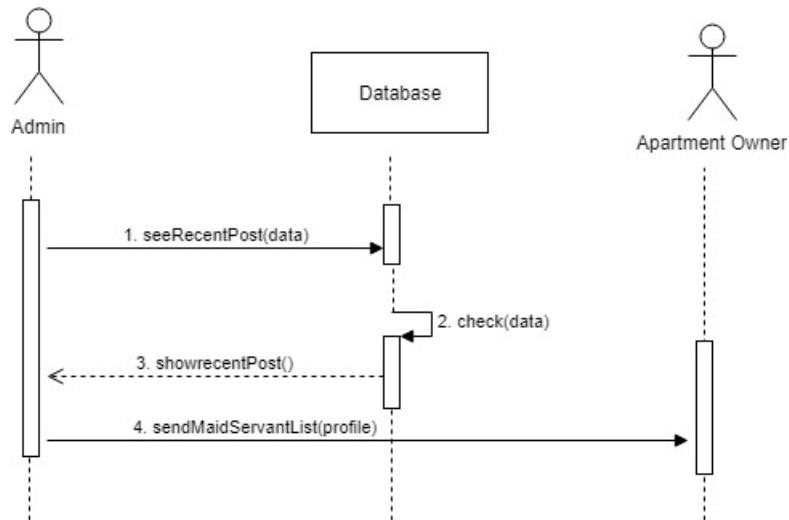 Admin
Database
Apartment Owner
1. seeRecentPost(data)
2. check(data)
3. showrecentPost()
4. sendMaidServantList(profile)